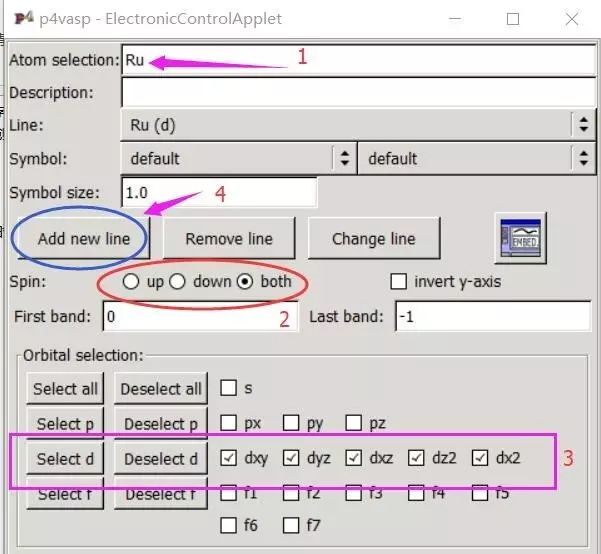 p4vasp - ElectronicControlApplet
Atom selection: Ru 1
Description:
Line: Ru (d)
Symbol: default default
Symbol size: 1.0 4
Add new line Remove line Change line EMBED.
Spin: up down both invert y-axis
First band: 0 2 Last band: -1
Orbital selection:
Select all Deselect all s
Select p Deselect p px py pz
Select d Deselect d dxy dyz dxz dz2 dx2 3
Select f Deselect f f1 f2 f3 f4 f5
f6 f7